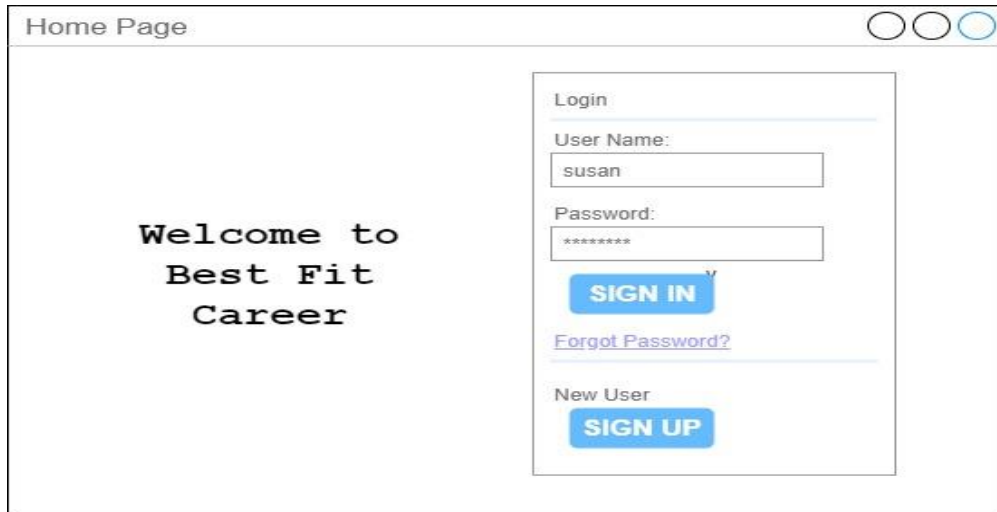 Home Page
Welcome to
Best Fit
Career
Login
User Name:
susan
Password:
********
SIGN IN
Forgot Password?
New User
SIGN UP